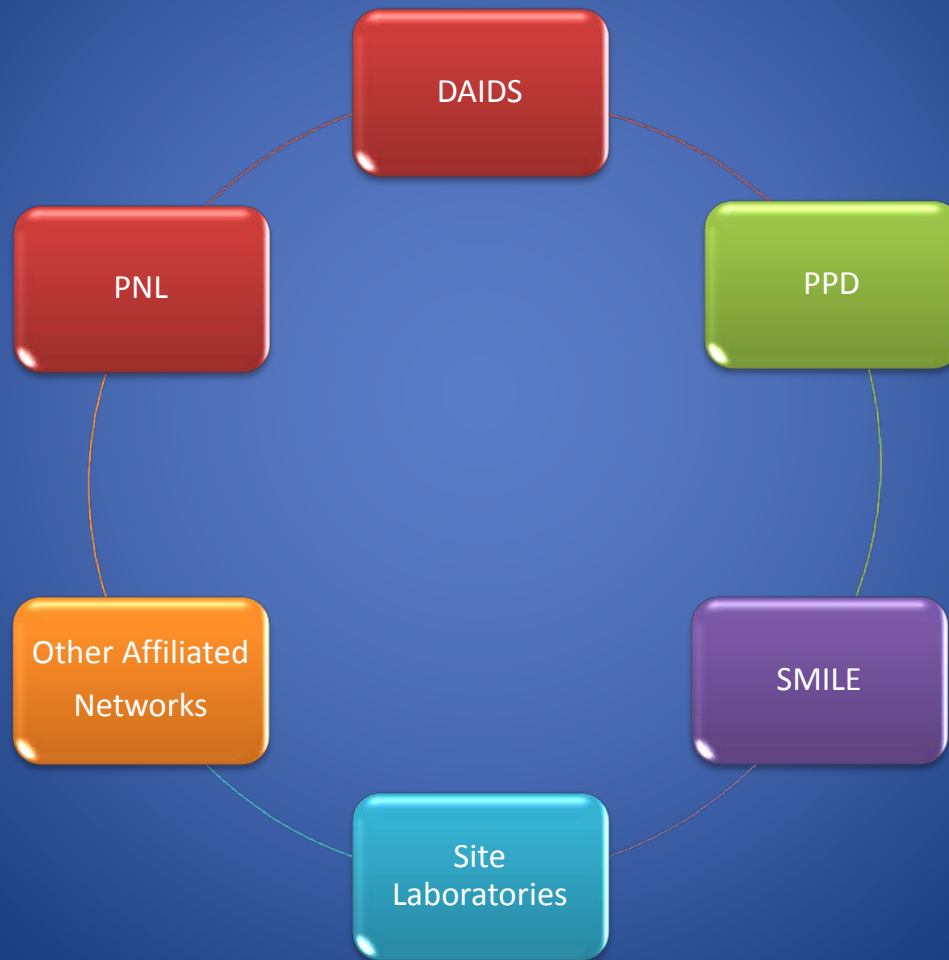 DAIDS
PNL
PPD
Other Affiliated
Networks
SMILE
Site
Laboratories